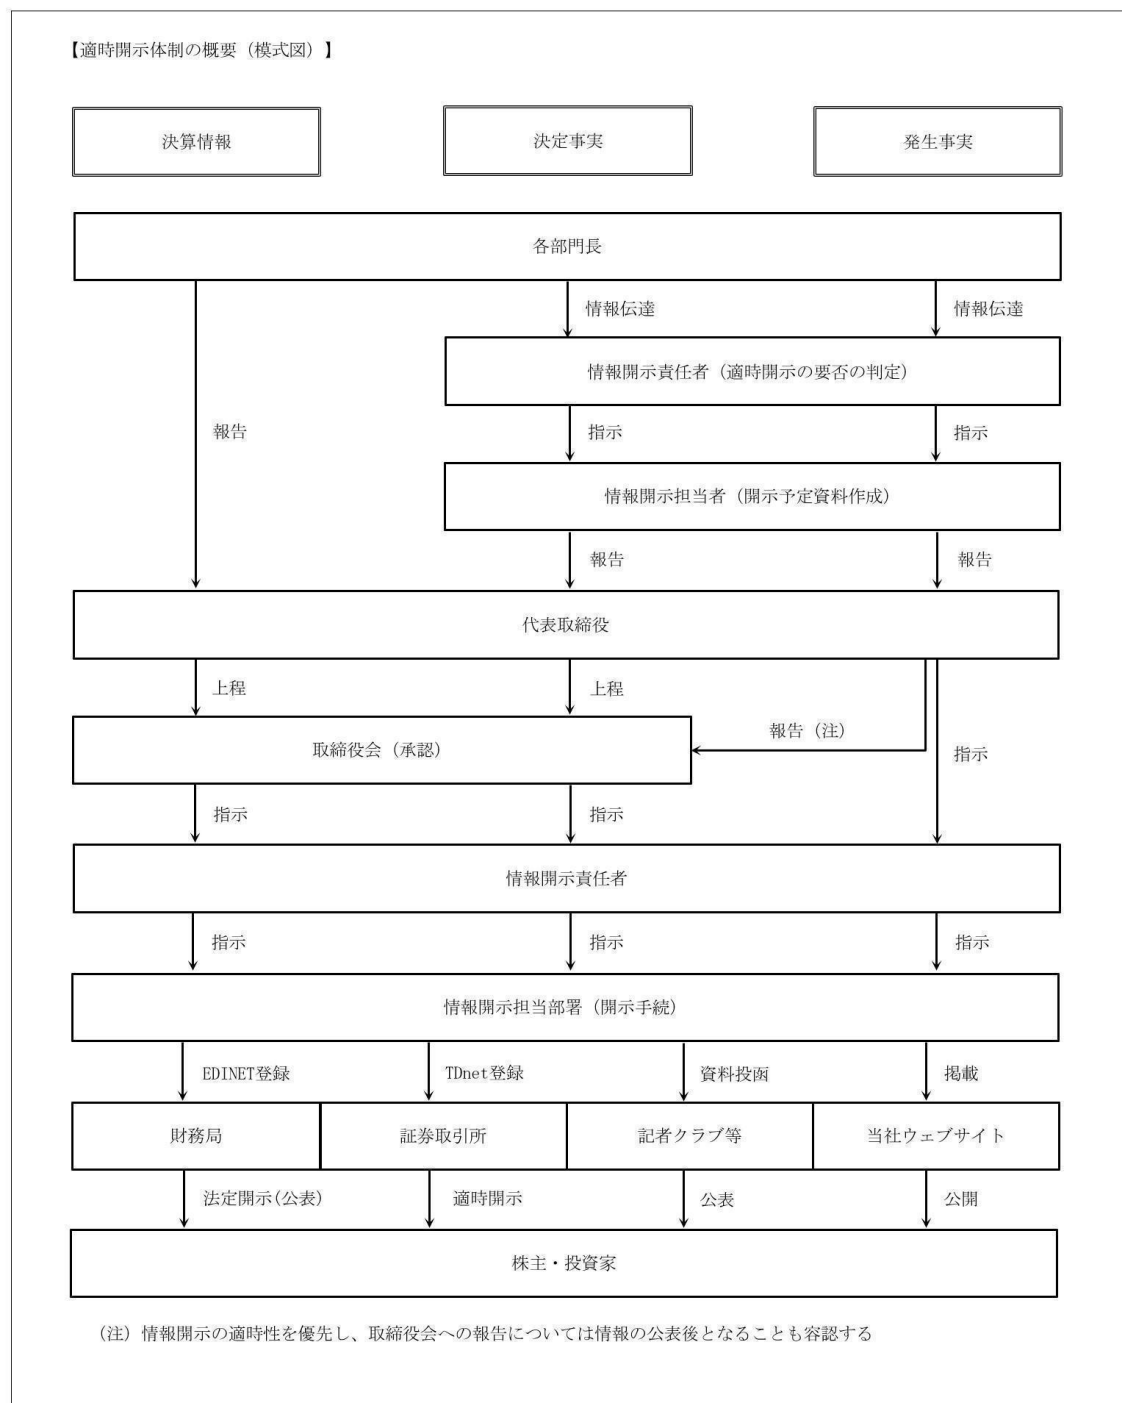 【適時開示体制の概要（模式図）】
決算情報
決定事実
発生事実
各部門長
情報伝達
情報伝達
情報開示責任者（適時開示の要否の判定）
報告
指示
指示
情報開示担当者（開示予定資料作成）
報告
報告
代表取締役
上程
上程
報告（注）
取締役会（承認）
指示
指示
指示
情報開示責任者
指示
指示
指示
情報開示担当部署（開示手続）
EDINET登録
TDnet登録
資料投函
掲載
財務局
証券取引所
記者クラブ等
当社ウェブサイト
法定開示(公表)
適時開示
公表
公開
株主・投資家
（注）情報開示の適時性を優先し、取締役会への報告については情報の公表後となることも容認する